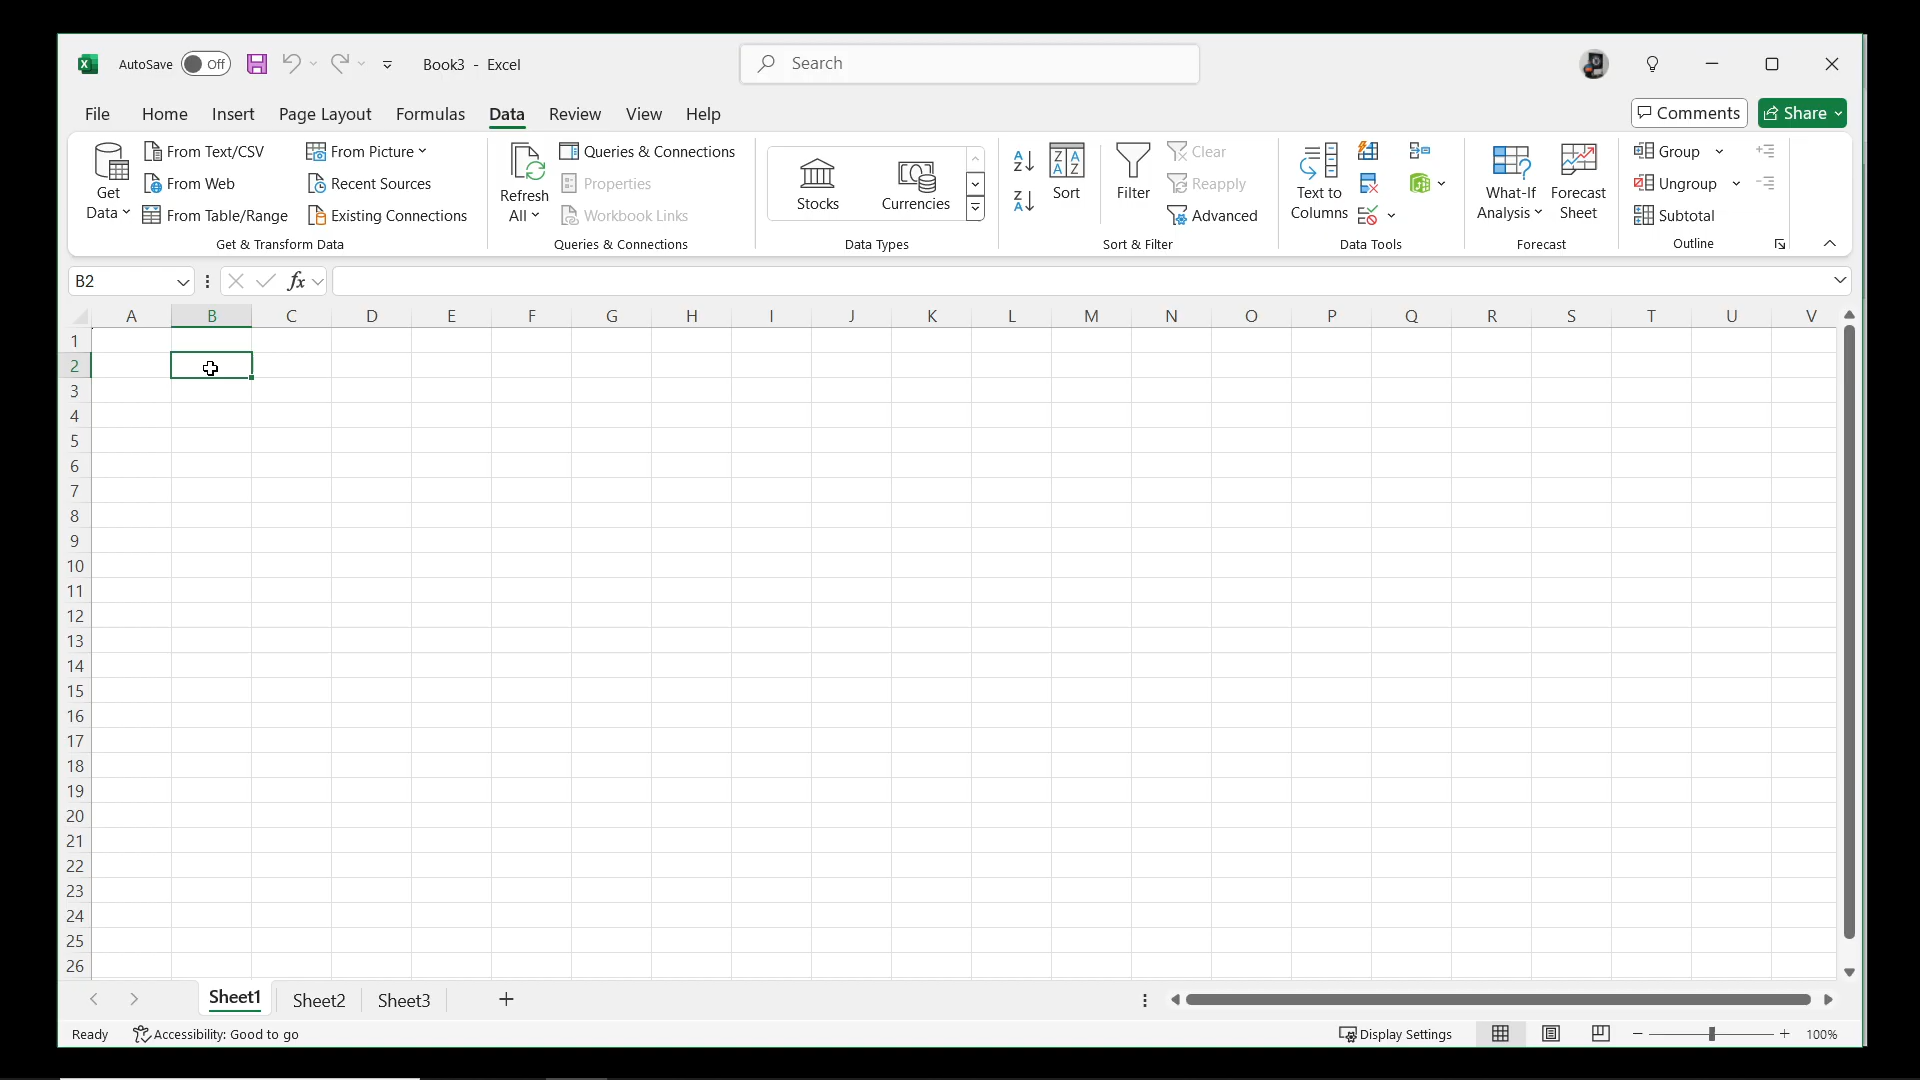 AutoSave Off Book3 - Excel Search
File Home Insert Page Layout Formulas Data Review View Help Comments Share
Get Data
From Text/CSV
From Web
From Table/Range
From Picture
Recent Sources
Existing Connections
Get & Transform Data
Refresh All
Queries & Connections
Properties
Workbook Links
Queries & Connections
Stocks
Currencies
Data Types
Sort
Filter
Clear
Reapply
Advanced
Sort & Filter
Text to Columns
Data Tools
What-If Analysis
Forecast Sheet
Forecast
Group
Ungroup
Subtotal
Outline
B2 fx
A B C D E F G H I J K L M N O P Q R S T U V
1
2
3
4
5
6
7
8
9
10
11
12
13
14
15
16
17
18
19
20
21
22
23
24
25
26
Sheet1 Sheet2 Sheet3
Ready Accessibility: Good to go Display Settings 100%